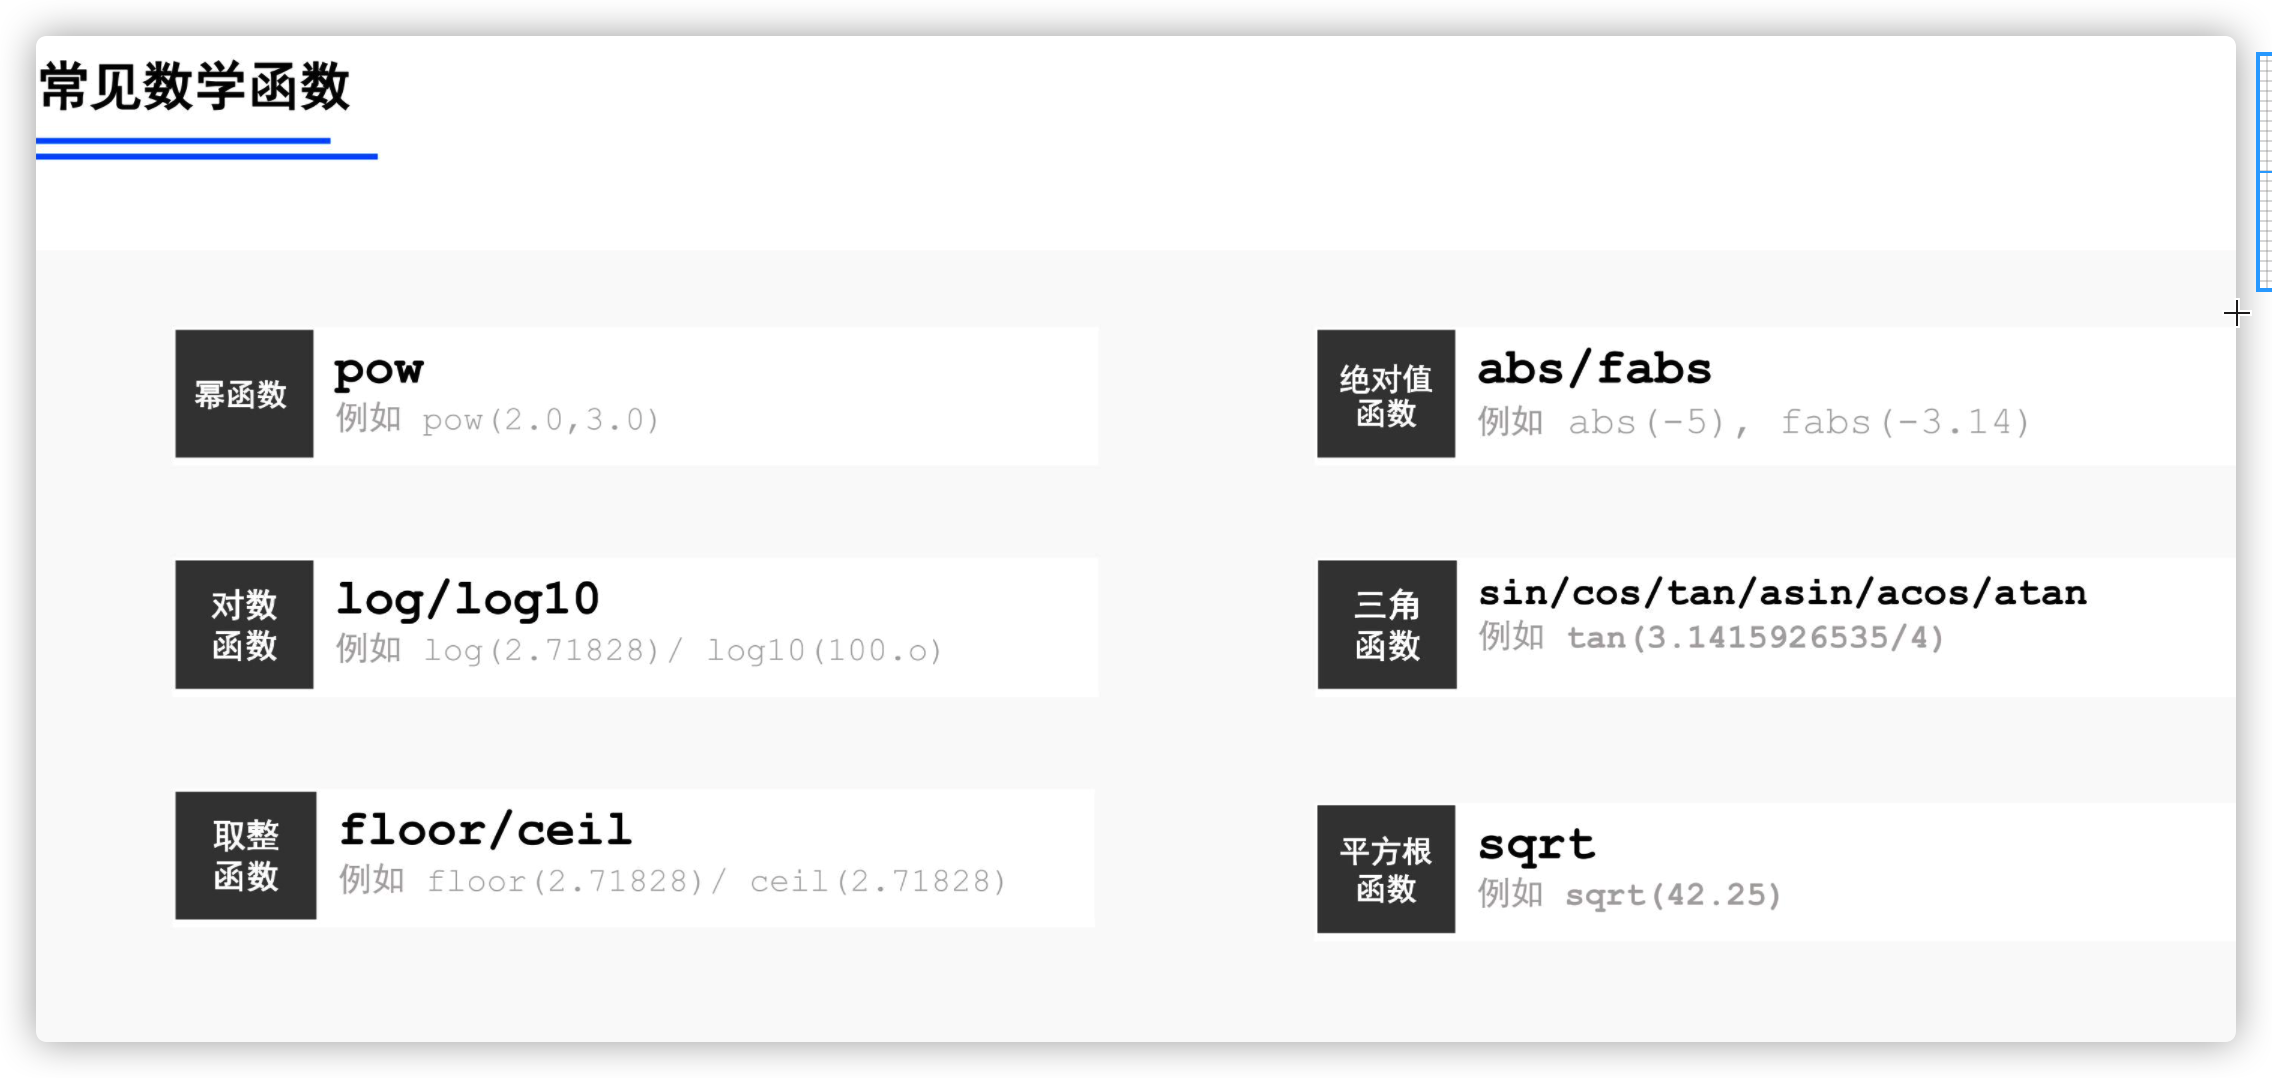 常见数学函数
幂函数
pow
例如 pow(2.0,3.0)
绝对值
函数
abs/fabs
例如 abs(-5), fabs(-3.14)
对数
函数
log/log10
例如 log(2.71828)/ log10(100.o)
三角
函数
sin/cos/tan/asin/acos/atan
例如 tan(3.1415926535/4)
取整
函数
floor/ceil
例如 floor(2.71828)/ ceil(2.71828)
平方根
函数
sqrt
例如 sqrt(42.25)